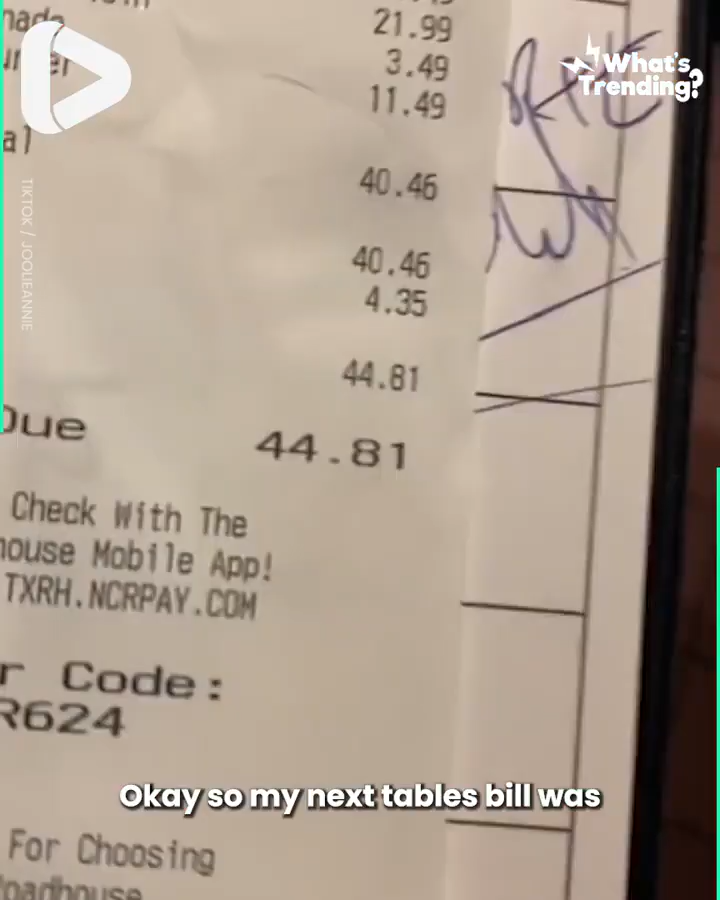 What's
Trending?
21.99
3.49
11.49
40.46
40.46
4.35
44.81
Due
44.81
Check With The
house Mobile App!
TXRH.NCRPAY.COM
r Code:
R624
For Choosing
Roadhouse
TIKTOK / JOOUEANNIE
Okay so my next tables bill was